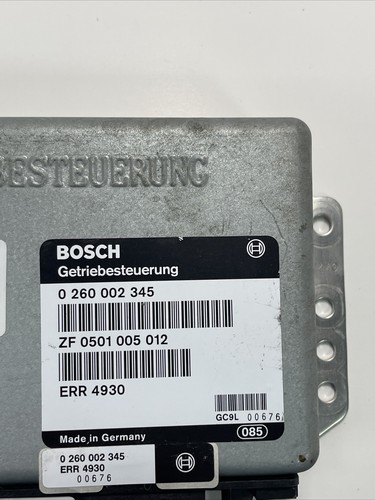 BESTEUERUNG
BOSCH
Getriebesteuerung
0 260 002 345
ZF 0501 005 012
ERR 4930
GC9L 00676
Made in Germany 085
0 260 002 345
ERR 4930
00676